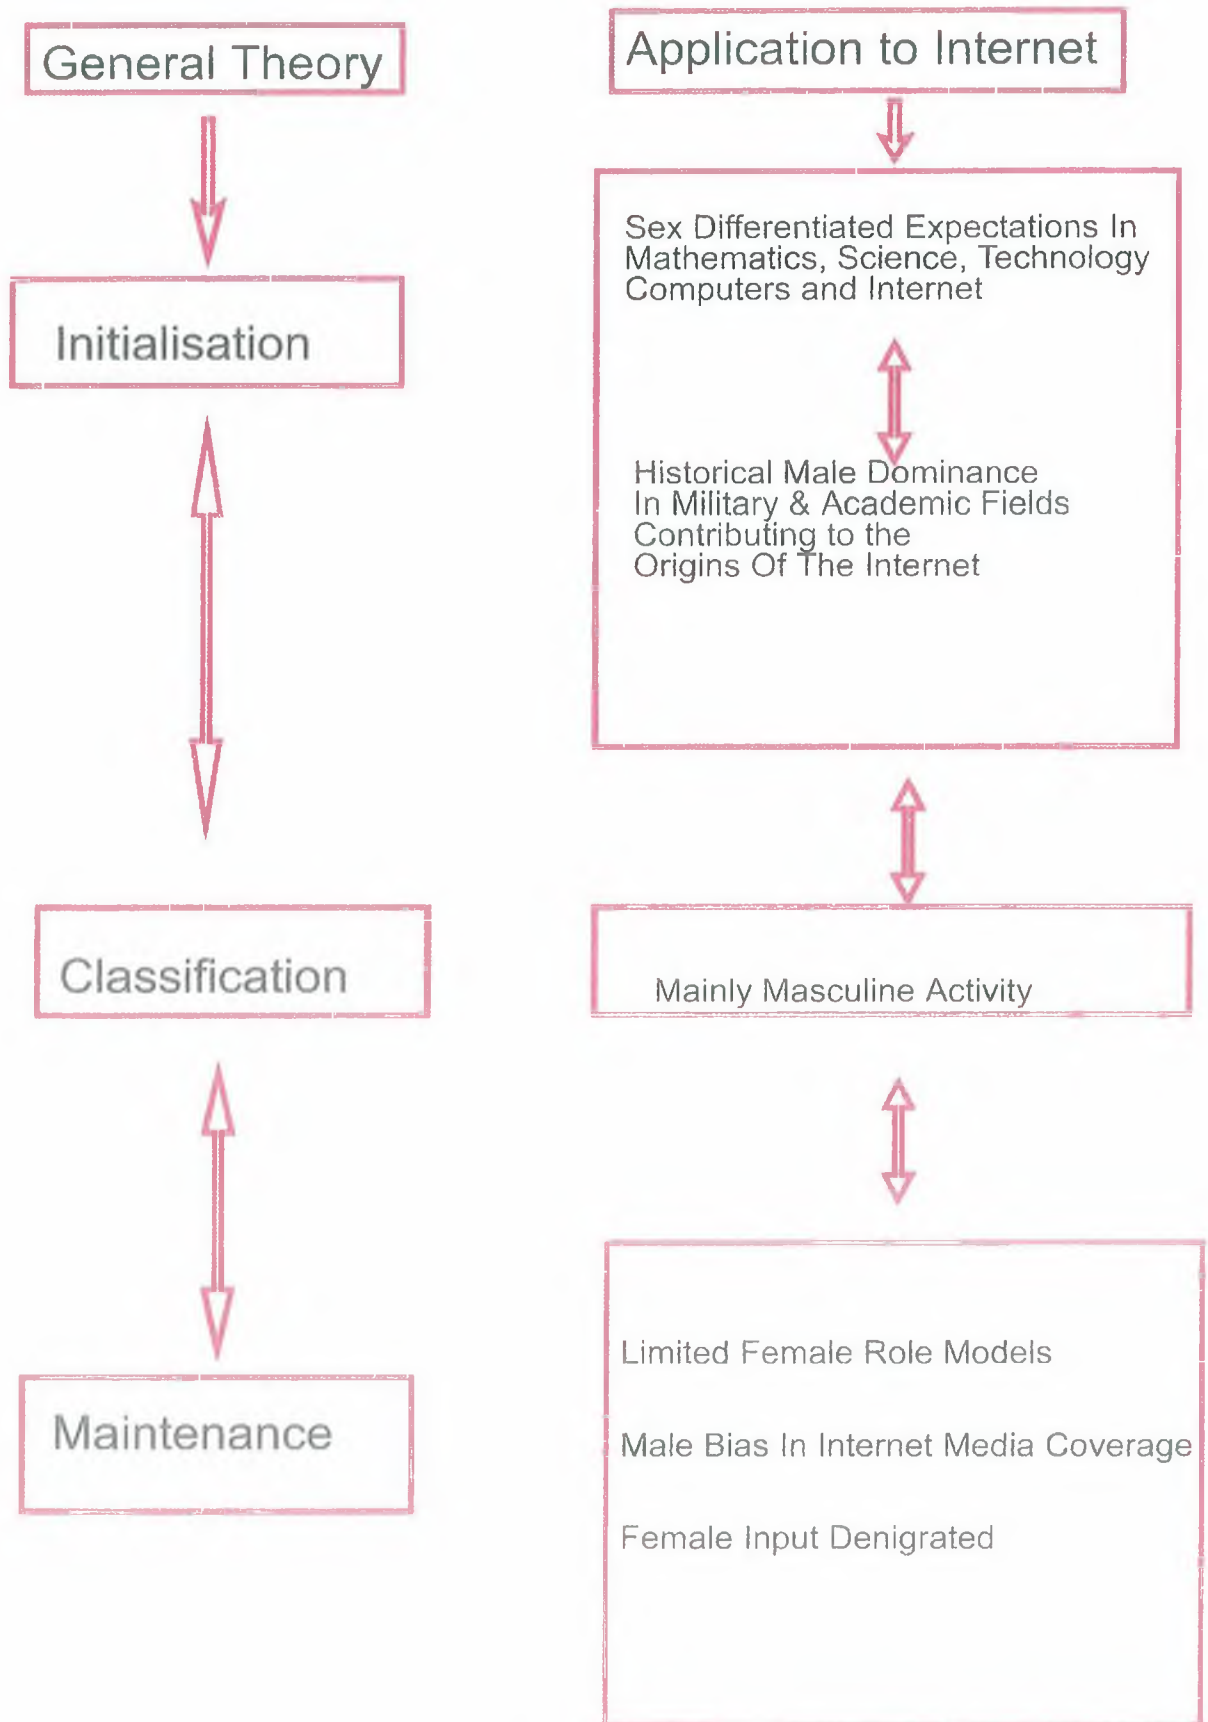 General Theory
Application to Internet
Initialisation
Sex Differentiated Expectations In
Mathematics, Science, Technology
Computers and Internet
Historical Male Dominance
In Military & Academic Fields
Contributing to the
Origins Of The Internet
Classification
Mainly Masculine Activity
Maintenance
Limited Female Role Models
Male Bias In Internet Media Coverage
Female Input Denigrated